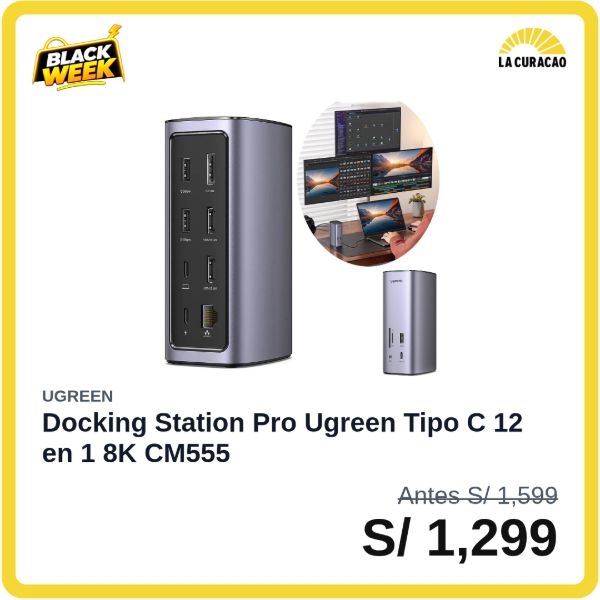 BLACK
WEEK
LA CURACAO
UGREEN
UGREEN
Docking Station Pro Ugreen Tipo C 12
en 1 8K CM555
Antes S/ 1,599
S/ 1,299